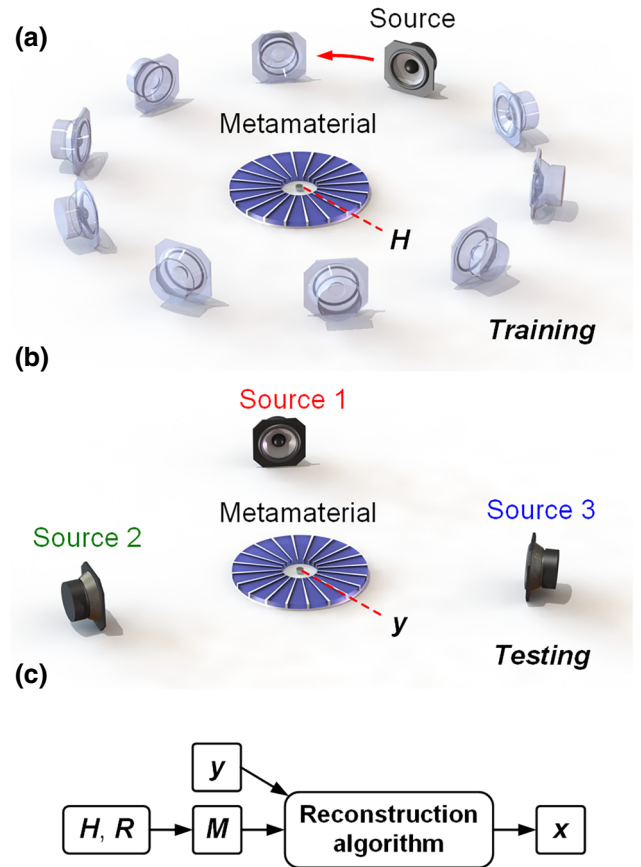 (a)
Source
Metamaterial
H
Training
(b)
Source 1
Metamaterial
Source 2
Source 3
y
Testing
(c)
y
H, R
M
Reconstruction
algorithm
x